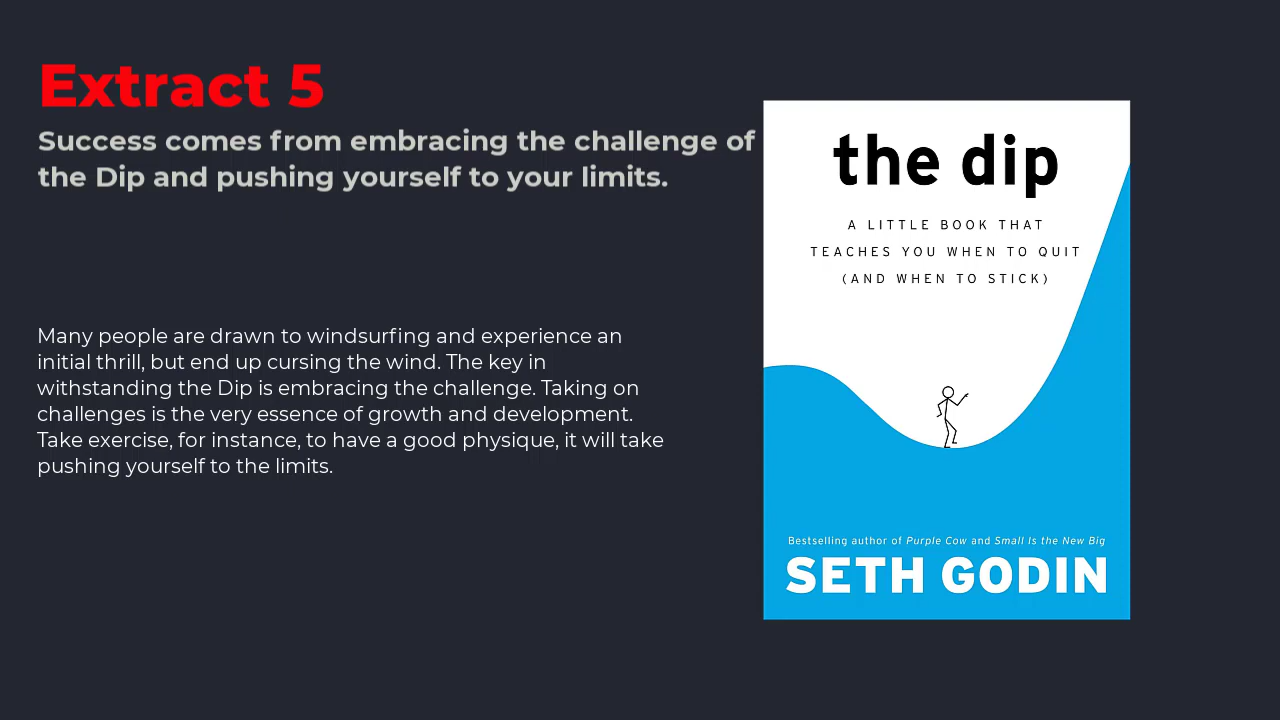 Extract 5
Success comes from embracing the challenge of
the Dip and pushing yourself to your limits.
Many people are drawn to windsurfing and experience an
initial thrill, but end up cursing the wind. The key in
withstanding the Dip is embracing the challenge. Taking on
challenges is the very essence of growth and development.
Take exercise, for instance, to have a good physique, it will take
pushing yourself to the limits.
the dip
A LITTLE BOOK THAT
TEACHES YOU WHEN TO QUIT
(AND WHEN TO STICK)
Bestselling author of Purple Cow and Small Is the New Big
SETH GODIN